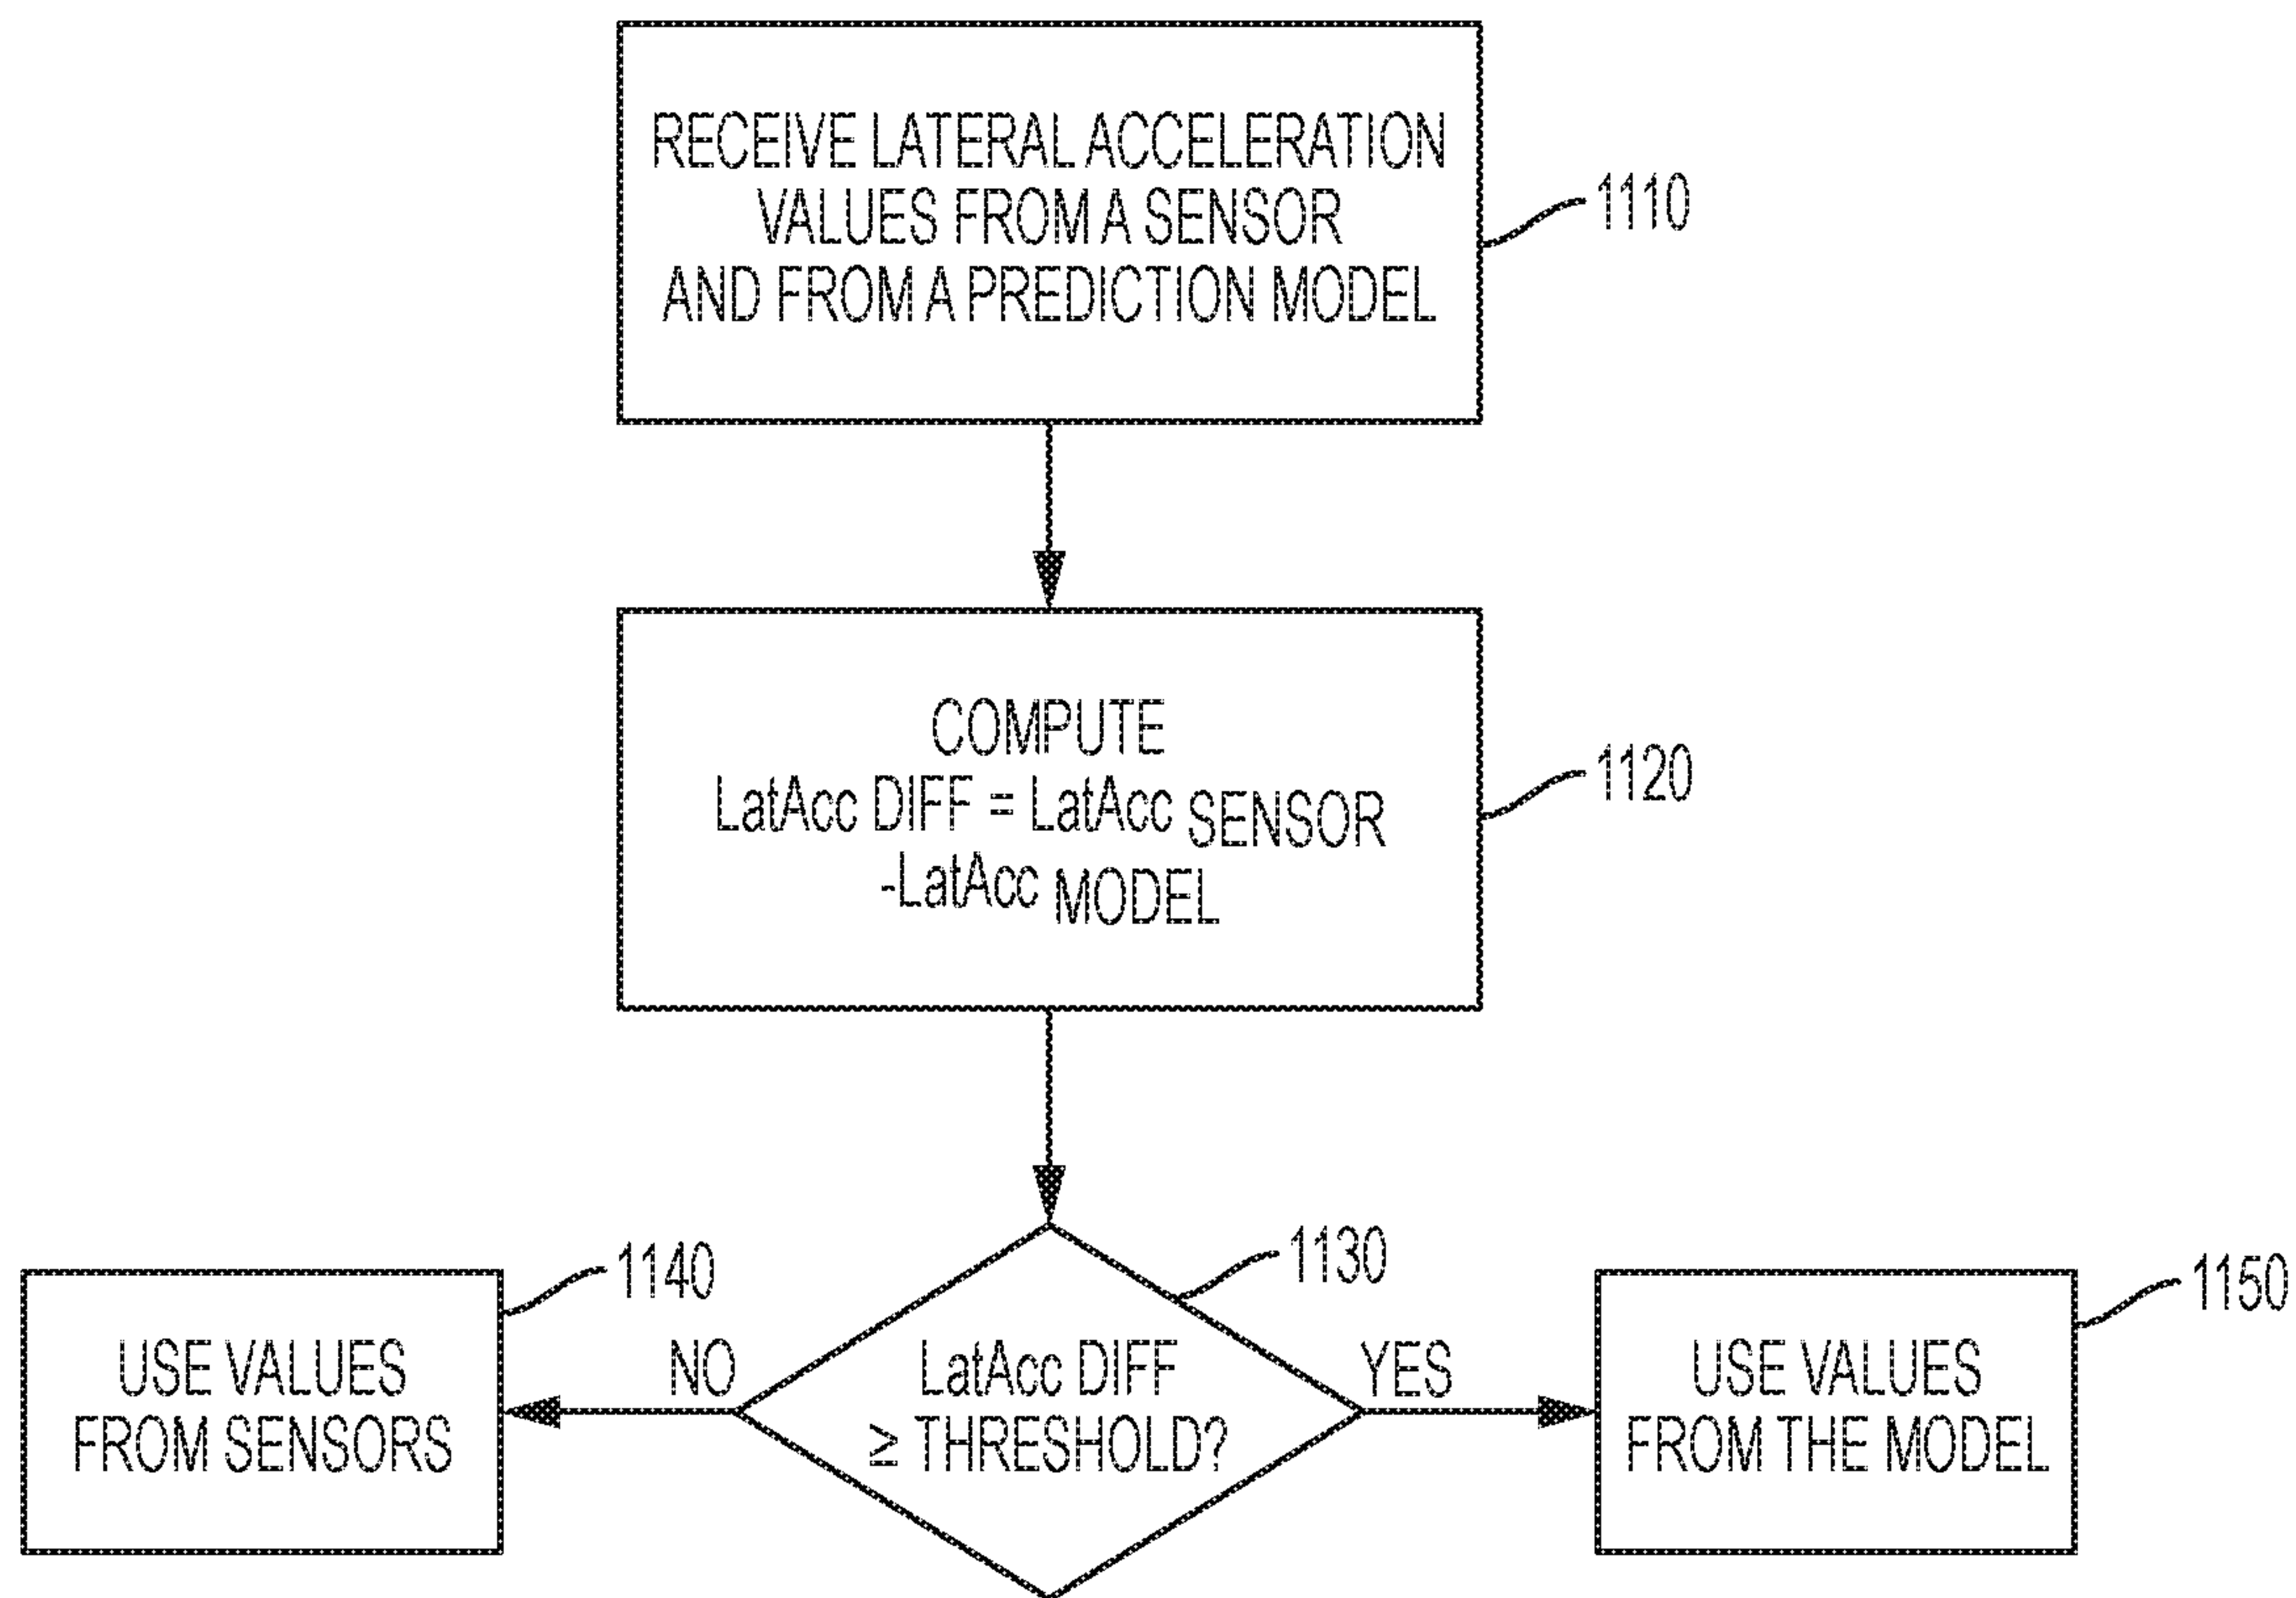 RECEIVE LATERAL ACCELERATION
VALUES FROM A SENSOR
AND FROM A PREDICTION MODEL
1110
COMPUTE
LatAcc DIFF = LatAcc SENSOR
-LatAcc MODEL
1120
1130
LatAcc DIFF
≥ THRESHOLD?
NO
YES
1140
USE VALUES
FROM SENSORS
1150
USE VALUES
FROM THE MODEL